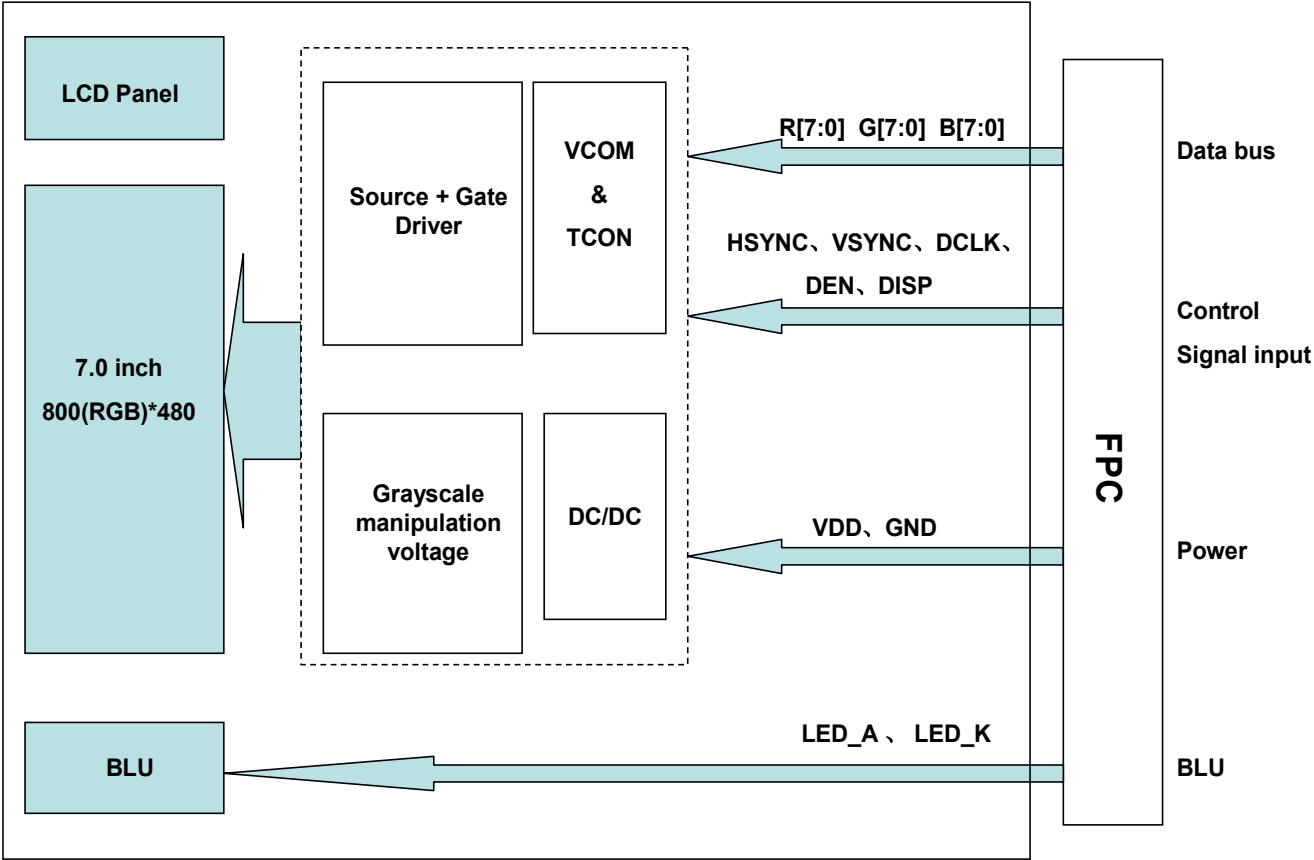 LCD Panel
7.0 inch
800(RGB)*480
BLU
Source + Gate
Driver
VCOM
&
TCON
Grayscale
manipulation
voltage
DC/DC
R[7:0] G[7:0] B[7:0]
HSYNC、VSYNC、DCLK、
DEN、DISP
VDD、GND
LED_A 、 LED_K
FPC
Data bus
Control
Signal input
Power
BLU